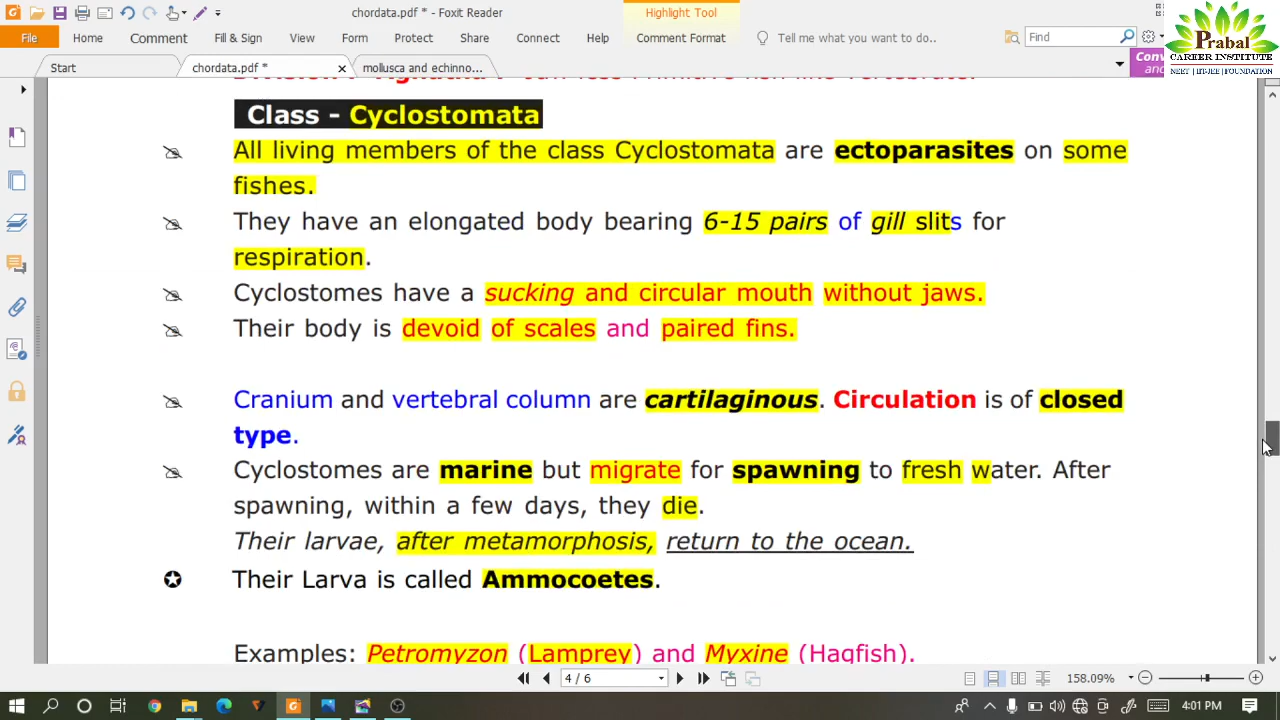 chordata.pdf * - Foxit Reader
Highlight Tool
File Home Comment Fill & Sign View Form Protect Share Connect Help Comment Format Tell me what you want to do.. Find
Prabal
CAREER INSTITUTE
NEET | IIT-JEE | FOUNDATION
Start chordata.pdf * mollusca and echinno... Conv
and
Class - Cyclostomata
All living members of the class Cyclostomata are ectoparasites on some
fishes.
They have an elongated body bearing 6-15 pairs of gill slits for
respiration.
Cyclostomes have a sucking and circular mouth without jaws.
Their body is devoid of scales and paired fins.
Cranium and vertebral column are cartilaginous. Circulation is of closed
type.
Cyclostomes are marine but migrate for spawning to fresh water. After
spawning, within a few days, they die.
Their larvae, after metamorphosis, return to the ocean.
Their Larva is called Ammocoetes.
Examples: Petromyzon (Lamprey) and Myxine (Hagfish).
4 / 6 158.09%
4:01 PM